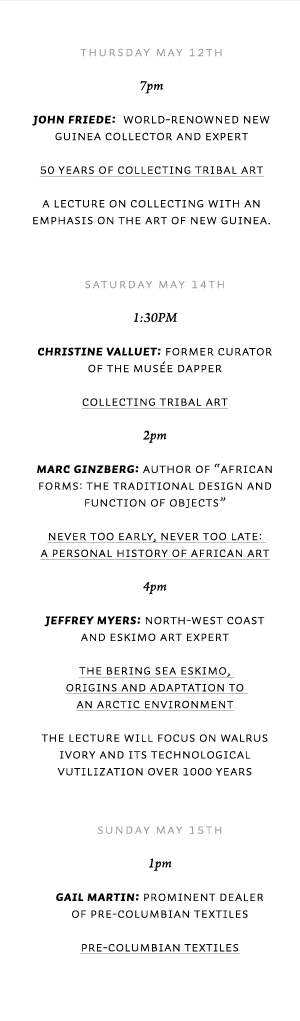 THURSDAY MAY 12TH
7pm
JOHN FRIEDE: WORLD-RENOWNED NEW
GUINEA COLLECTOR AND EXPERT
50 YEARS OF COLLECTING TRIBAL ART
A LECTURE ON COLLECTING WITH AN
EMPHASIS ON THE ART OF NEW GUINEA.
SATURDAY MAY 14TH
1:30PM
CHRISTINE VALLUET: FORMER CURATOR
OF THE MUSÉE DAPPER
COLLECTING TRIBAL ART
2pm
MARC GINZBERG: AUTHOR OF “AFRICAN
FORMS: THE TRADITIONAL DESIGN AND
FUNCTION OF OBJECTS”
NEVER TOO EARLY, NEVER TOO LATE:
A PERSONAL HISTORY OF AFRICAN ART
4pm
JEFFREY MYERS: NORTH-WEST COAST
AND ESKIMO ART EXPERT
THE BERING SEA ESKIMO,
ORIGINS AND ADAPTATION TO
AN ARCTIC ENVIRONMENT
THE LECTURE WILL FOCUS ON WALRUS
IVORY AND ITS TECHNOLOGICAL
VUTILIZATION OVER 1000 YEARS
SUNDAY MAY 15TH
1pm
GAIL MARTIN: PROMINENT DEALER
OF PRE-COLUMBIAN TEXTILES
PRE-COLUMBIAN TEXTILES